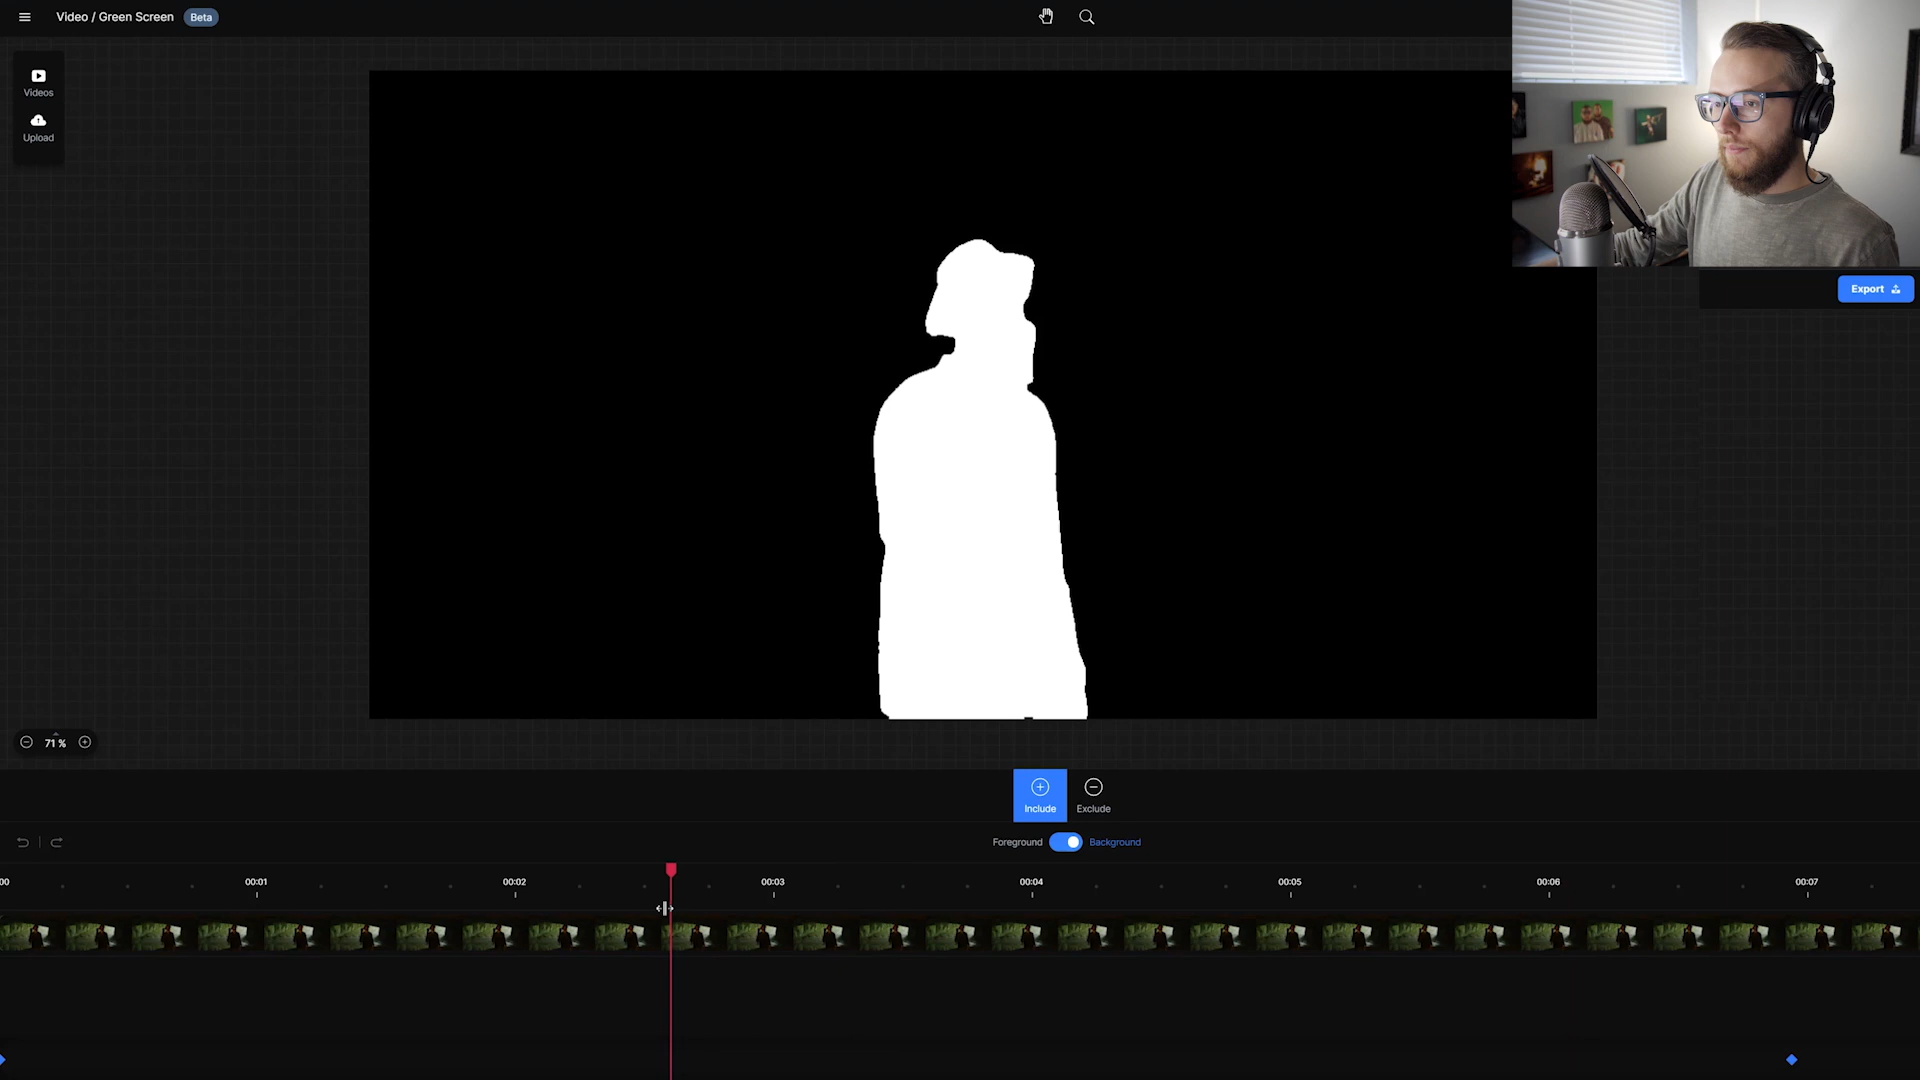 Video / Green Screen Beta
Videos
Upload
Export
71 %
Include
Exclude
Foreground Background
00 00:01 00:02 00:03 00:04 00:05 00:06 00:07